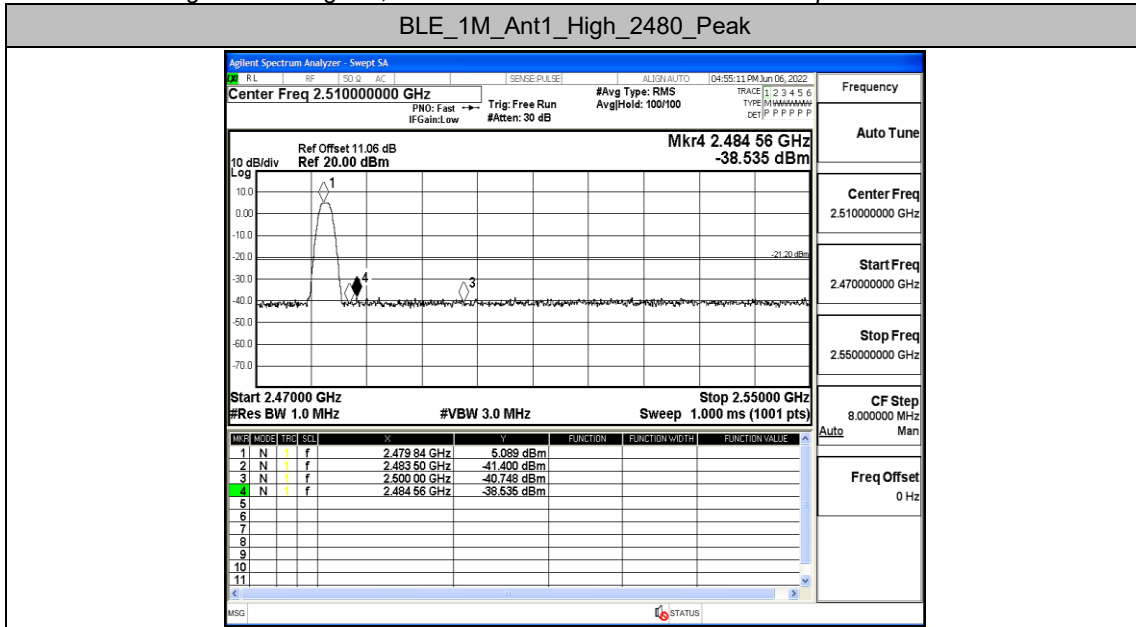 BLE_1M_Ant1_High_2480_Peak
Agilent Spectrum Analyzer - Swept SA
RL RF 50 Ω AC SENSE:PULSE ALIGNAUTO 04:55:11 PM Jun 06, 2022
Center Freq 2.510000000 GHz #Avg Type: RMS TRACE 1 2 3 4 5 6
PNO: Fast Trig: Free Run Avg|Hold: 100/100 TYPE M WWWWW
IFGain:Low #Atten: 30 dB DET P P P P P P
Mkr4 2.484 56 GHz
-38.535 dBm
Ref Offset 11.06 dB
10 dB/div Ref 20.00 dBm
Log
10.0
0.00
-10.0
-20.0
-30.0
-40.0
-50.0
-60.0
-70.0
1
4
3
-21.20 dBm
Start 2.47000 GHz Stop 2.55000 GHz
#Res BW 1.0 MHz #VBW 3.0 MHz Sweep 1.000 ms (1001 pts)
MKR MODE TRC SCL X Y FUNCTION FUNCTION WIDTH FUNCTION VALUE
1 N 1 f 2.479 84 GHz 5.089 dBm
2 N 1 f 2.483 50 GHz -41.400 dBm
3 N 1 f 2.500 00 GHz -40.748 dBm
4 N 1 f 2.484 56 GHz -38.535 dBm
5
6
7
8
9
10
11
MSG STATUS
Frequency
Auto Tune
Center Freq
2.510000000 GHz
Start Freq
2.470000000 GHz
Stop Freq
2.550000000 GHz
CF Step
8.000000 MHz
Auto Man
Freq Offset
0 Hz